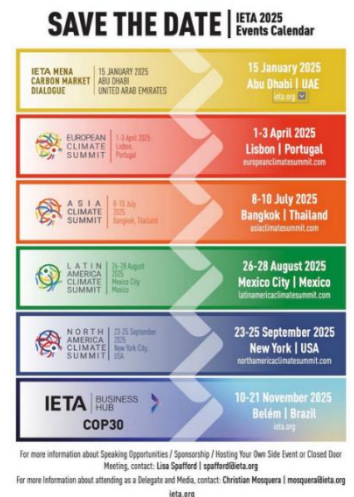 SAVE THE DATE | IETA 2025
Events Calendar
IETA MENA
CARBON MARKET
DIALOGUE
15 JANUARY 2025
ABU DHABI
UNITED ARAB EMIRATES
15 January 2025
Abu Dhabi | UAE
ieta.org
EUROPEAN
CLIMATE
SUMMIT
1-3 April 2025
Lisbon,
Portugal
1-3 April 2025
Lisbon | Portugal
europeanclimatesummit.com
ASIA
CLIMATE
SUMMIT
8-10 July
2025
Bangkok, Thailand
8-10 July 2025
Bangkok | Thailand
asiaclimatesummit.com
LATIN
AMERICA
CLIMATE
SUMMIT
26-28 August
2025
Mexico City
Mexico
26-28 August 2025
Mexico City | Mexico
latinamericaclimatesummit.com
NORTH
AMERICA
CLIMATE
SUMMIT
23-25 September
2025
New York City,
USA
23-25 September 2025
New York | USA
northamericaclimatesummit.com
IETA BUSINESS
HUB
COP30
10-21 November 2025
Belém | Brazil
ieta.org
For more information about Speaking Opportunities / Sponsorship / Hosting Your Own Side Event or Closed Door
Meeting, contact: Lisa Spafford | spafford@ieta.org
For more Information about attending as a Delegate and Media, contact: Christian Mosquera | mosquera@ieta.org
ieta.org